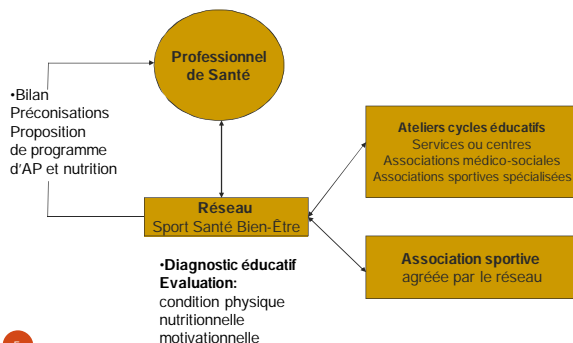 Professionnel
de Santé
•Bilan
Préconisations
Proposition
de programme
d'AP et nutrition
Ateliers cycles éducatifs
Services ou centres
Associations médico-sociales
Associations sportives spécialisées
Réseau
Sport Santé Bien-Être
Association sportive
agréée par le réseau
•Diagnostic éducatif
Evaluation:
condition physique
nutritionnelle
motivationnelle